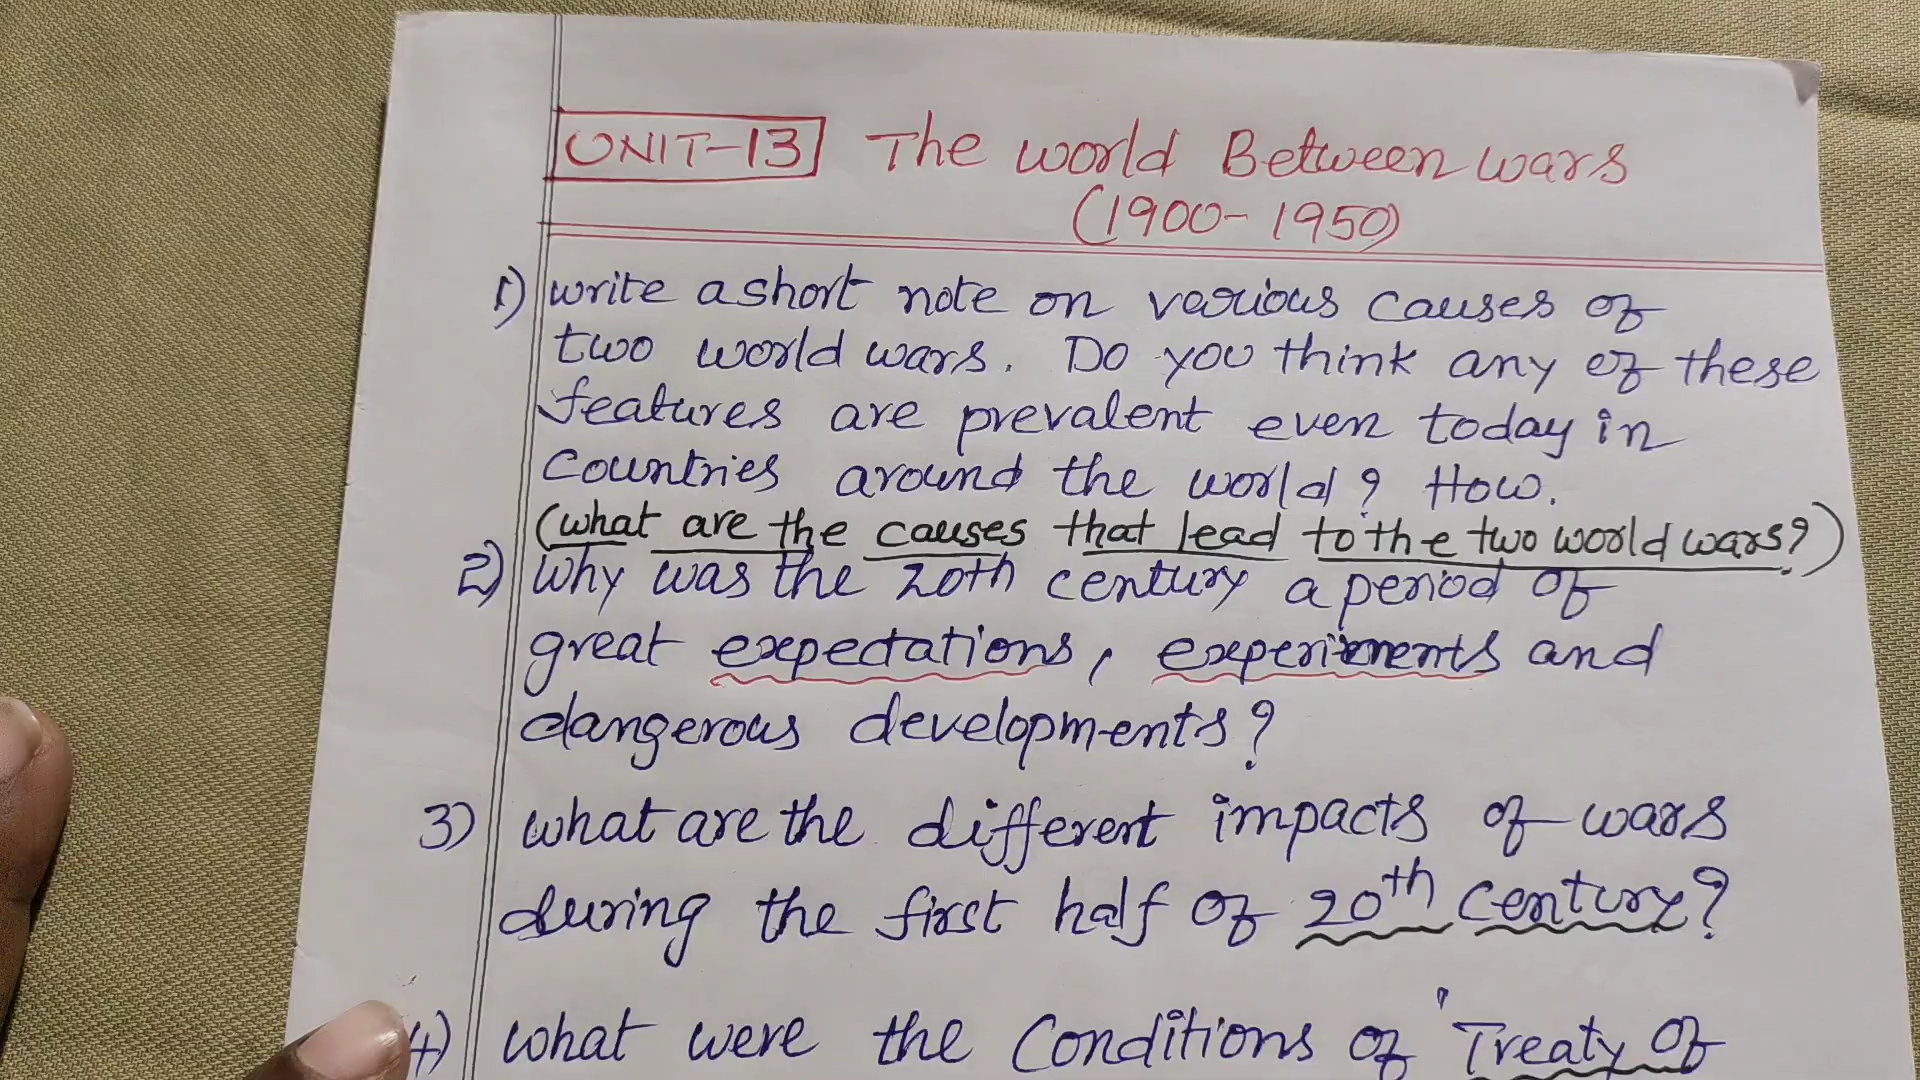 UNIT-13 The world Between wars
(1900-1950)
1) write a short note on various causes of
two world wars. Do you think any of these
features are prevalent even today in
Countries around the world? How.
(what are the causes that lead to the two world wars?)
2) Why was the 20th century a period of
great expectations, experiments and
dangerous developments?
3) what are the different impacts of wars
during the first half of 20th century?
4) what were the Conditions of 'Treaty of